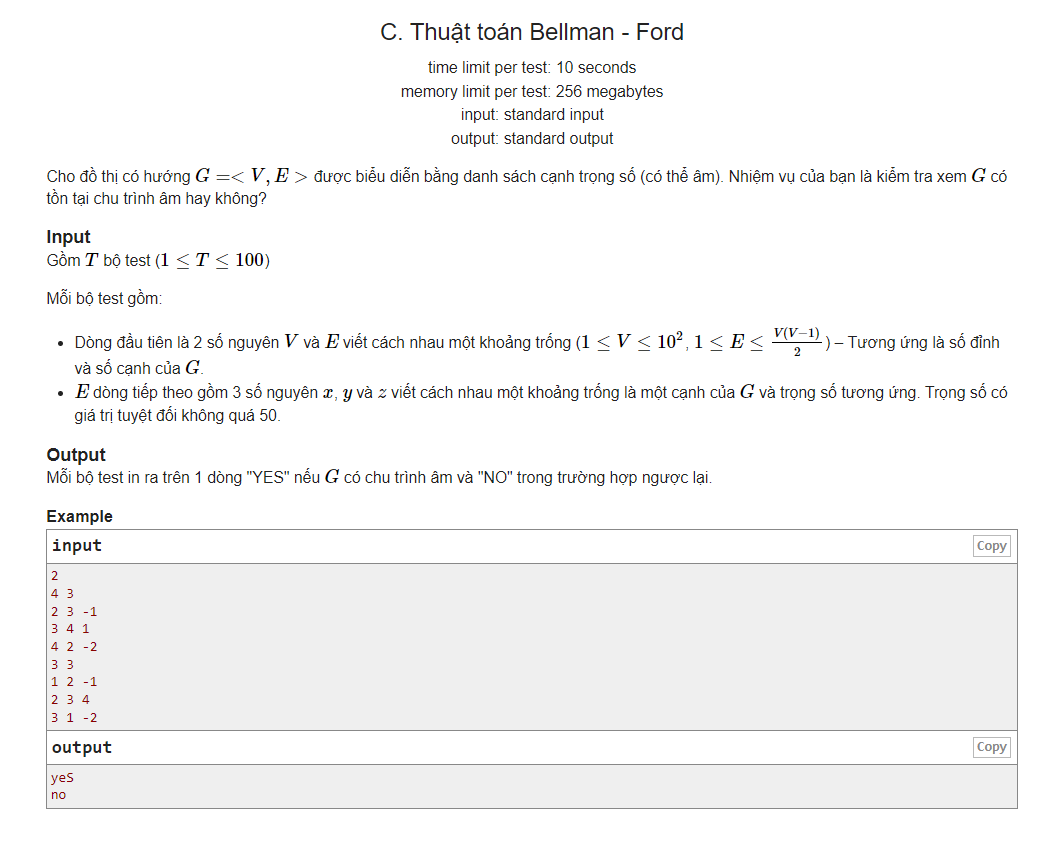 C. Thuật toán Bellman - Ford
time limit per test: 10 seconds
memory limit per test: 256 megabytes
input: standard input
output: standard output
Cho đồ thị có hướng G =< V, E > được biểu diễn bằng danh sách cạnh trọng số (có thể âm). Nhiệm vụ của bạn là kiểm tra xem G có
tồn tại chu trình âm hay không?
Input
Gồm T bộ test (1 ≤ T ≤ 100)
Mỗi bộ test gồm:
• Dòng đầu tiên là 2 số nguyên V và E viết cách nhau một khoảng trống (1 ≤ V ≤ 10², 1 ≤ E ≤ V(V−1)/2) – Tương ứng là số đỉnh
và số cạnh của G.
• E dòng tiếp theo gồm 3 số nguyên x, y và z viết cách nhau một khoảng trống là một cạnh của G và trọng số tương ứng. Trọng số có
giá trị tuyệt đối không quá 50.
Output
Mỗi bộ test in ra trên 1 dòng "YES" nếu G có chu trình âm và "NO" trong trường hợp ngược lại.
Example
input Copy
2
4 3
2 3 -1
3 4 1
4 2 -2
3 3
1 2 -1
2 3 4
3 1 -2
output Copy
yeS
no